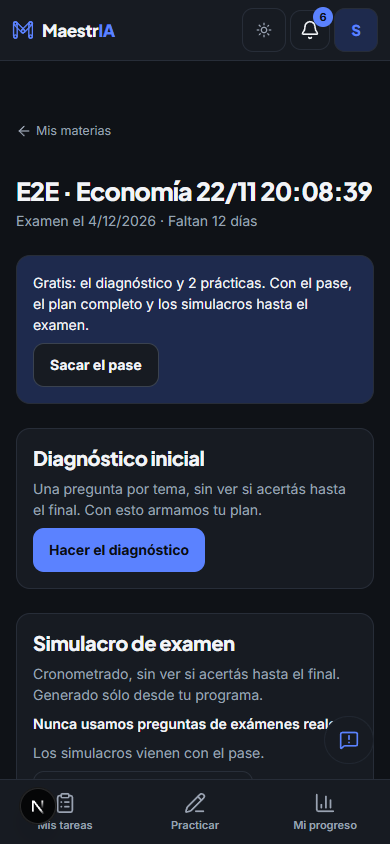 MaestrIA
6
S
← Mis materias
E2E · Economía 22/11 20:08:39
Examen el 4/12/2026 · Faltan 12 días
Gratis: el diagnóstico y 2 prácticas. Con el pase,
el plan completo y los simulacros hasta el
examen.
Sacar el pase
Diagnóstico inicial
Una pregunta por tema, sin ver si acertás hasta
el final. Con esto armamos tu plan.
Hacer el diagnóstico
Simulacro de examen
Cronometrado, sin ver si acertás hasta el final.
Generado sólo desde tu programa.
Nunca usamos preguntas de exámenes
Los simulacros vienen con el pase.
N
Mis tareas
Practicar
Mi progreso